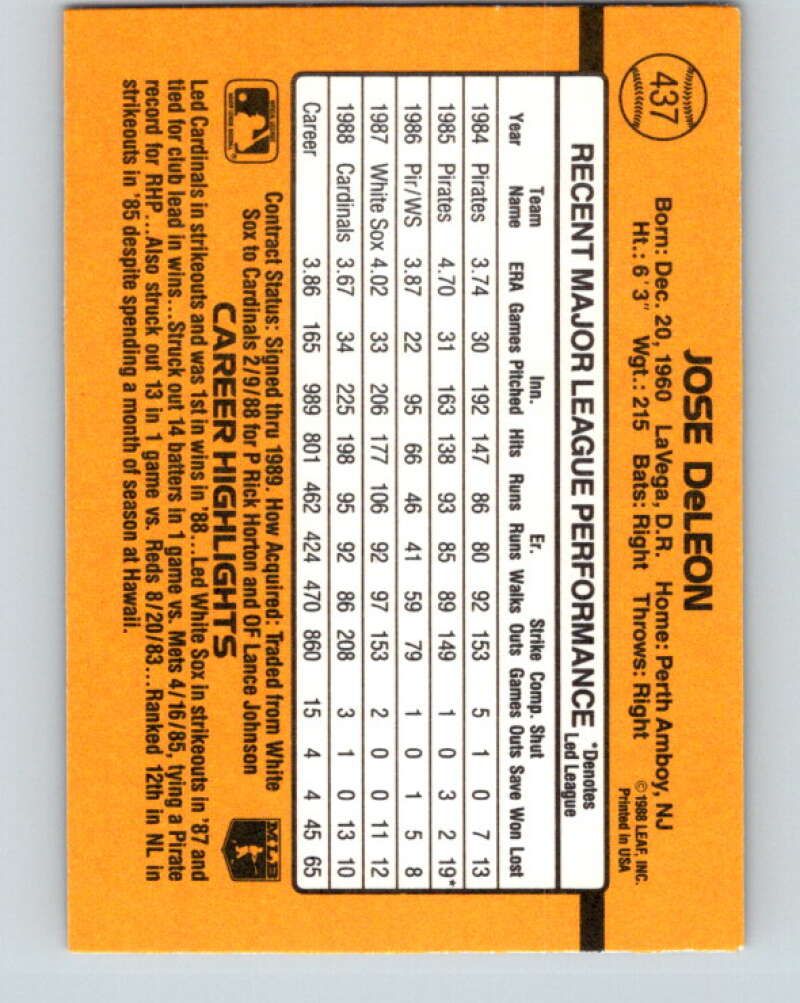 437
JOSE DeLEON
Born: Dec. 20, 1960 LaVega, D.R. Home: Perth Amboy, NJ
Ht.: 6'3" Wgt.: 215 Bats: Right Throws: Right
© 1988 LEAF, INC.
Printed in USA
RECENT MAJOR LEAGUE PERFORMANCE *Denotes Led League
Year Team Name ERA Games Inn. Pitched Hits Runs Er. Runs Walks Strike Outs Comp. Games Shut Outs Save Won Lost
1984 Pirates 3.74 30 192 147 86 80 92 153 5 1 0 7 13
1985 Pirates 4.70 31 163 138 93 85 89 149 1 0 3 2 19*
1986 Pir/WS 3.87 22 95 66 46 41 59 79 1 0 1 5 8
1987 White Sox 4.02 33 206 177 106 92 97 153 2 0 0 11 12
1988 Cardinals 3.67 34 225 198 95 92 86 208 3 1 0 13 10
Career 3.86 165 989 801 462 424 470 860 15 4 4 45 65
Contract Status: Signed thru 1989. How Acquired: Traded from White
Sox to Cardinals 2/9/88 for P Rick Horton and OF Lance Johnson
MLB
CAREER HIGHLIGHTS
Led Cardinals in strikeouts and was 1st in wins in '88...Led White Sox in strikeouts in '87 and
tied for club lead in wins...Struck out 14 batters in 1 game vs. Mets 4/16/85, tying a Pirate
record for RHP...Also struck out 13 in 1 game vs. Reds 8/20/83...Ranked 12th in NL in
strikeouts in '85 despite spending a month of season at Hawaii.